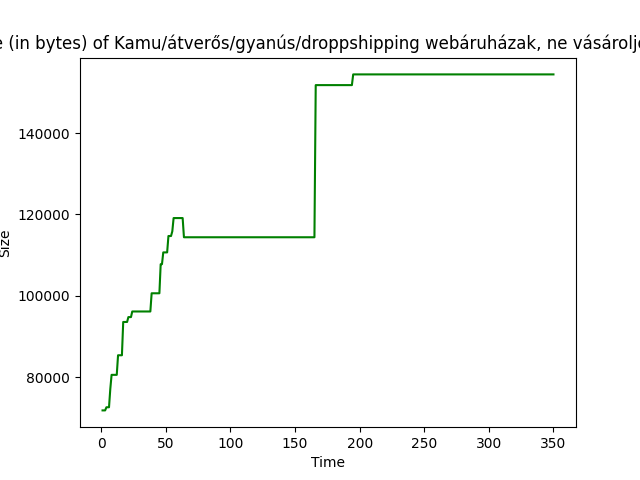 (in bytes) of Kamu/átverős/gyanús/droppshipping webáruházak, ne
Size
140000
120000
100000
80000
0 50 100 150 200 250 300 350
Time